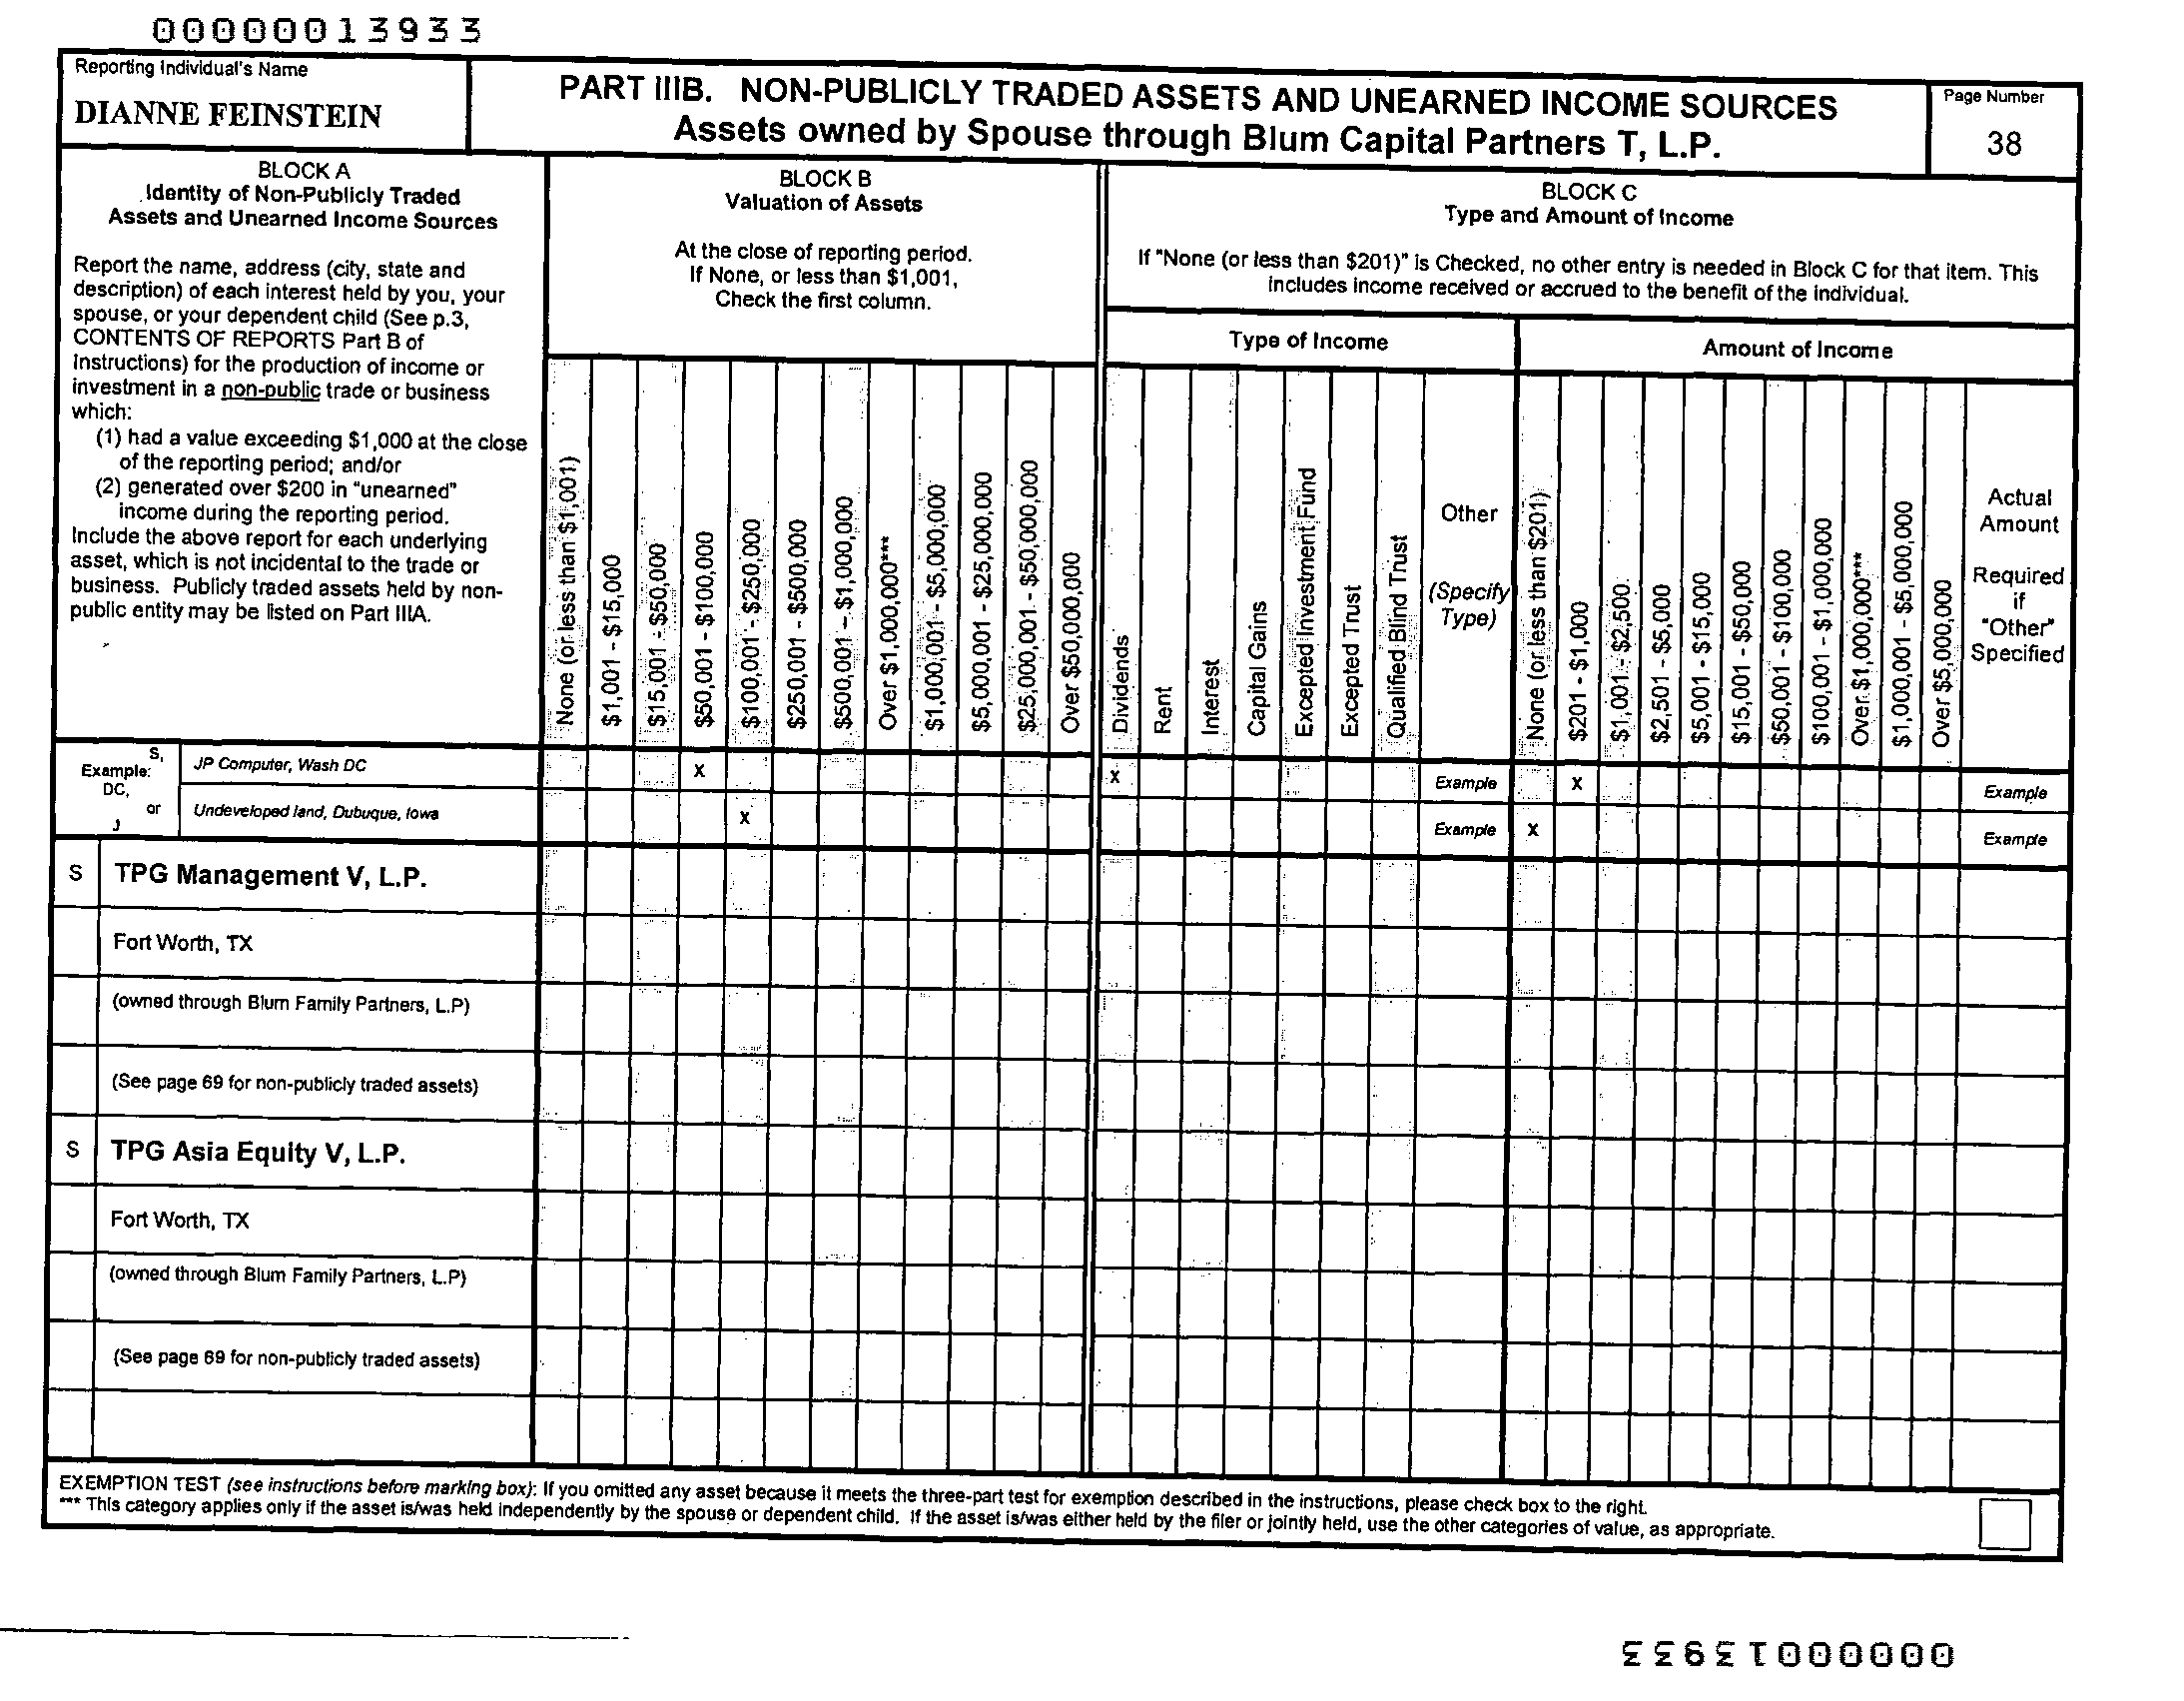 00000013933
Reporting Individual's Name
DIANNE FEINSTEIN
PART IIIB. NON-PUBLICLY TRADED ASSETS AND UNEARNED INCOME SOURCES
Assets owned by Spouse through Blum Capital Partners T, L.P.
Page Number
38
BLOCK A
Identity of Non-Publicly Traded
Assets and Unearned Income Sources
Report the name, address (city, state and
description) of each interest held by you, your
spouse, or your dependent child (See p.3,
CONTENTS OF REPORTS Part B of
Instructions) for the production of income or
investment in a non-public trade or business
which:
(1) had a value exceeding $1,000 at the close
of the reporting period; and/or
(2) generated over $200 in "unearned"
income during the reporting period.
Include the above report for each underlying
asset, which is not incidental to the trade or
business. Publicly traded assets held by non-
public entity may be listed on Part IIIA.
BLOCK B
Valuation of Assets
At the close of reporting period.
If None, or less than $1,001,
Check the first column.
BLOCK C
Type and Amount of Income
If "None (or less than $201)" is Checked, no other entry is needed in Block C for that item. This
includes income received or accrued to the benefit of the individual.
Type of Income
Amount of Income
None (or less than $1,001)
$1,001 - $15,000
$15,001 - $50,000
$50,001 - $100,000
$100,001 - $250,000
$250,001 - $500,000
$500,001 - $1,000,000
Over $1,000,000***
$1,000,001 - $5,000,000
$5,000,001 - $25,000,000
$25,000,001 - $50,000,000
Over $50,000,000
Dividends
Rent
Interest
Capital Gains
Excepted Investment Fund
Excepted Trust
Qualified Blind Trust
Other
(Specify
Type)
None (or less than $201)
$201 - $1,000
$1,001 - $2,500
$2,501 - $5,000
$5,001 - $15,000
$15,001 - $50,000
$50,001 - $100,000
$100,001 - $1,000,000
Over $1,000,000***
$1,000,001 - $5,000,000
Over $5,000,000
Actual
Amount
Required
if
"Other"
Specified
Example:
S,
DC,
or
J
JP Computer, Wash DC
X
X
Example
X
Example
Undeveloped land, Dubuque, Iowa
X
Example
X
Example
S TPG Management V, L.P.
Fort Worth, TX
(owned through Blum Family Partners, L.P)
(See page 69 for non-publicly traded assets)
S TPG Asia Equity V, L.P.
Fort Worth, TX
(owned through Blum Family Partners, L.P)
(See page 69 for non-publicly traded assets)
EXEMPTION TEST (see instructions before marking box): If you omitted any asset because it meets the three-part test for exemption described in the instructions, please check box to the right.
*** This category applies only if the asset is/was held independently by the spouse or dependent child. If the asset is/was either held by the filer or jointly held, use the other categories of value, as appropriate.
00000013933